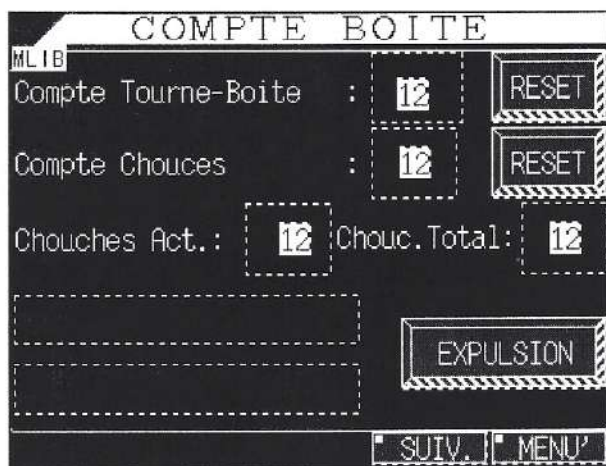 COMPTE BOITE
MLIB
Compte Tourne-Boite : 12 RESET
Compte Chouces : 12 RESET
Chouches Act.: 12 Chouc.Total: 12
EXPULSION
SUIV. MENU'